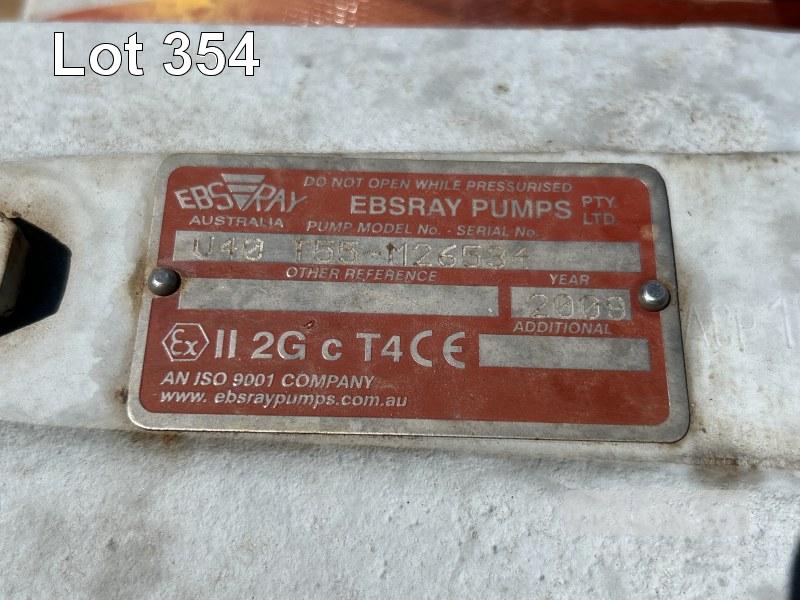 Lot 354
DO NOT OPEN WHILE PRESSURISED
EBSRAY
AUSTRALIA
EBSRAY PUMPS PTY. LTD.
PUMP MODEL No. - SERIAL No.
V40 T55-M26534
OTHER REFERENCE
YEAR
2008
ADDITIONAL
Ex II 2G c T4 CE
AN ISO 9001 COMPANY
www. ebsraypumps.com.au